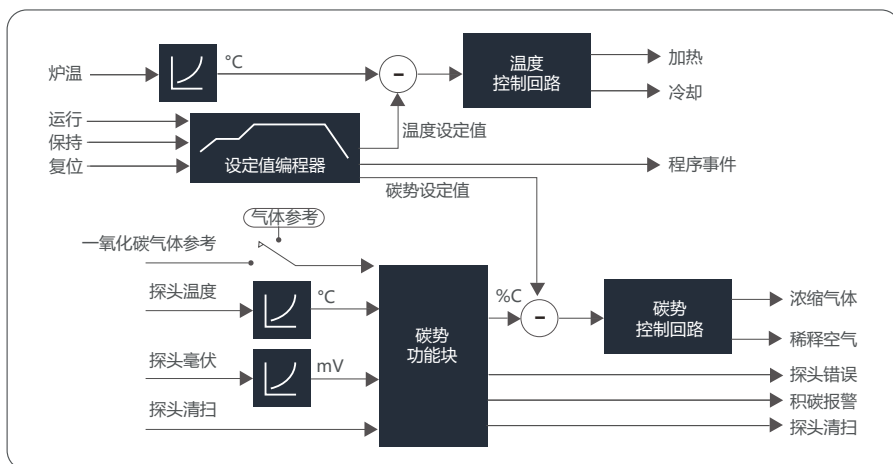 炉温
°C
温度
控制回路
加热
冷却
运行
保持
复位
设定值编程器
温度设定值
程序事件
碳势设定值
气体参考
一氧化碳气体参考
探头温度
°C
探头毫伏
mV
探头清扫
碳势
功能块
%C
碳势
控制回路
浓缩气体
稀释空气
探头错误
积碳报警
探头清扫